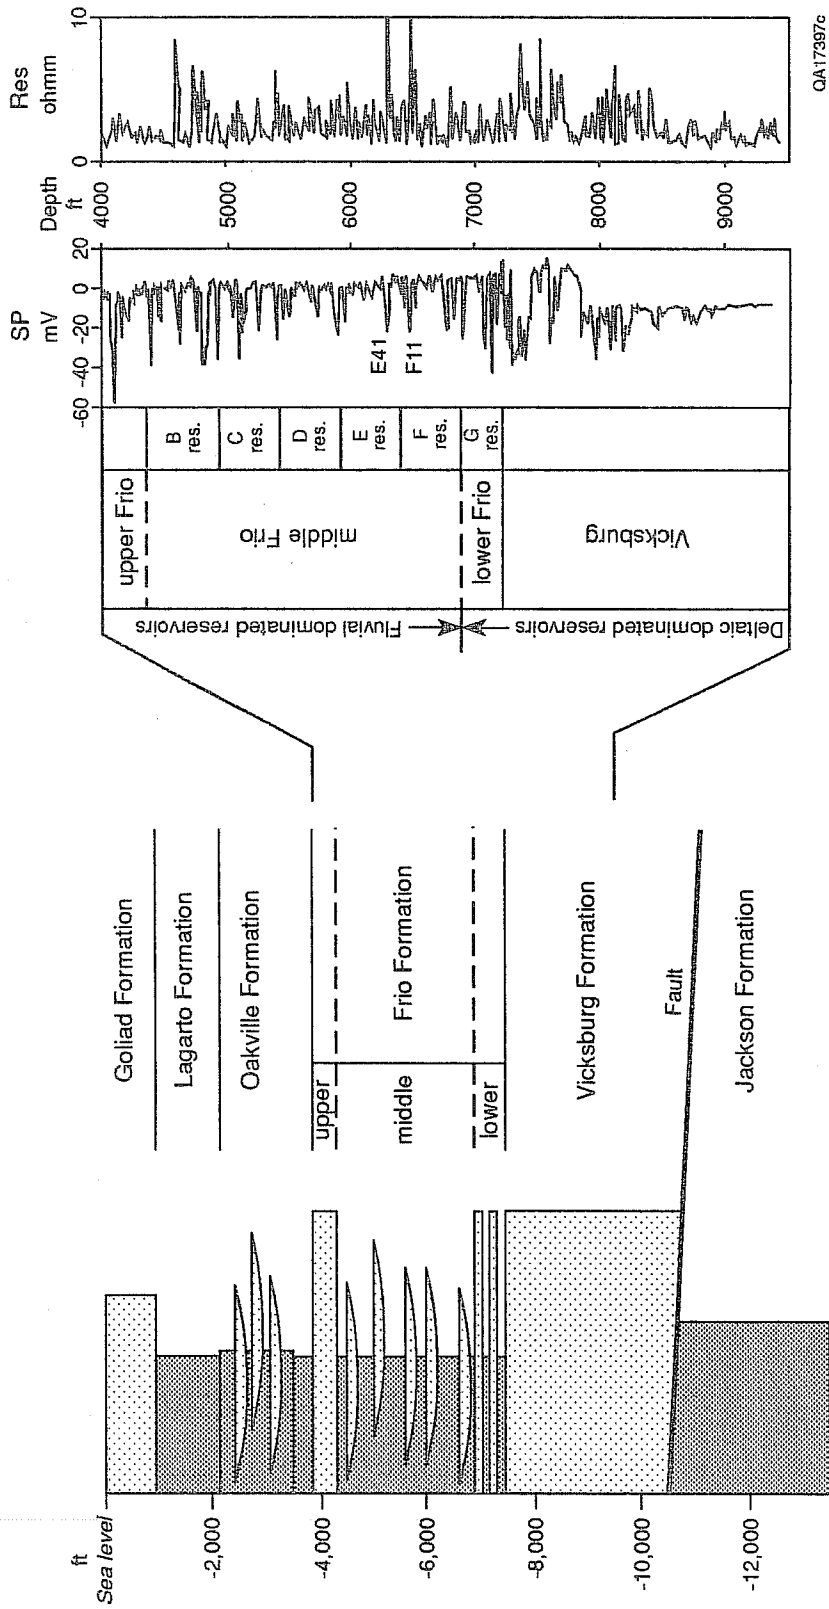 ft
Sea level
-2,000
-4,000
-6,000
-8,000
-10,000
-12,000
Goliad Formation
Lagarto Formation
Oakville Formation
upper
middle
lower
Frio Formation
Vicksburg Formation
Fault
Jackson Formation
Fluvial dominated reservoirs
Deltaic dominated reservoirs
upper Frio
middle Frio
lower Frio
Vicksburg
B res.
C res.
D res.
E res.
F res.
G res.
SP
mV
20
0
-20
-40
-60
E41
F11
Depth
ft
4000
5000
6000
7000
8000
9000
Res
ohmm
10
5
0
QA17397c